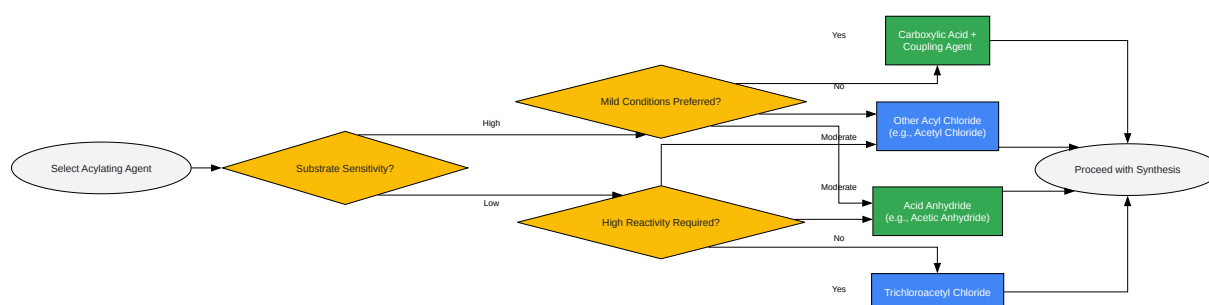 Yes
Carboxylic Acid +
Coupling Agent
Mild Conditions Preferred?
No
High
Other Acyl Chloride
(e.g., Acetyl Chloride)
Moderate
Select Acylating Agent
Substrate Sensitivity?
Proceed with Synthesis
Moderate
Low
Acid Anhydride
(e.g., Acetic Anhydride)
High Reactivity Required?
No
Yes
Trichloroacetyl Chloride